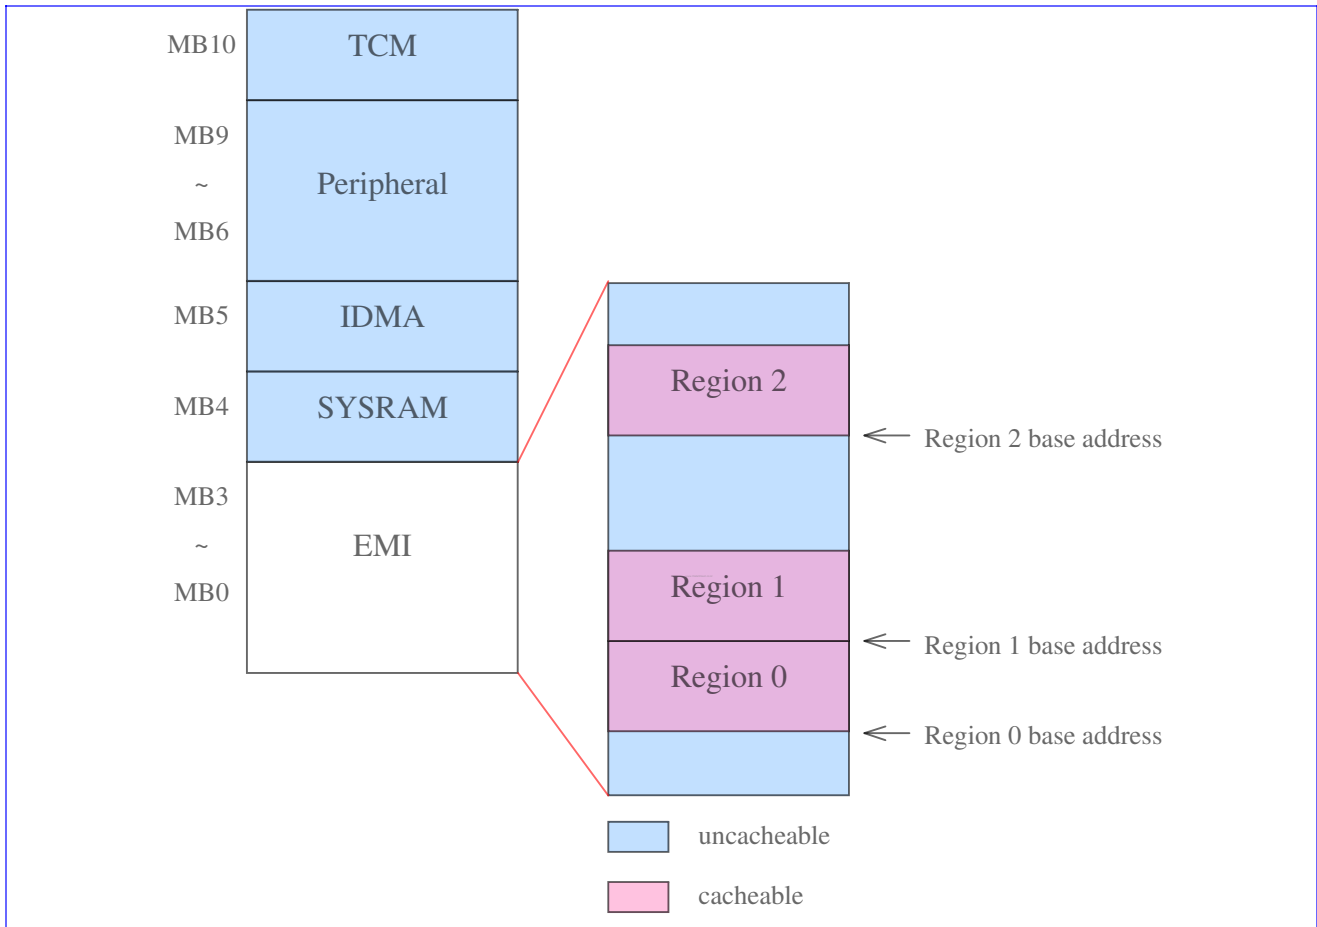 MB10
TCM
MB9
~
MB6
Peripheral
MB5
IDMA
MB4
SYSRAM
MB3
~
MB0
EMI
Region 2
Region 2 base address
Region 1
Region 1 base address
Region 0
Region 0 base address
uncacheable
cacheable